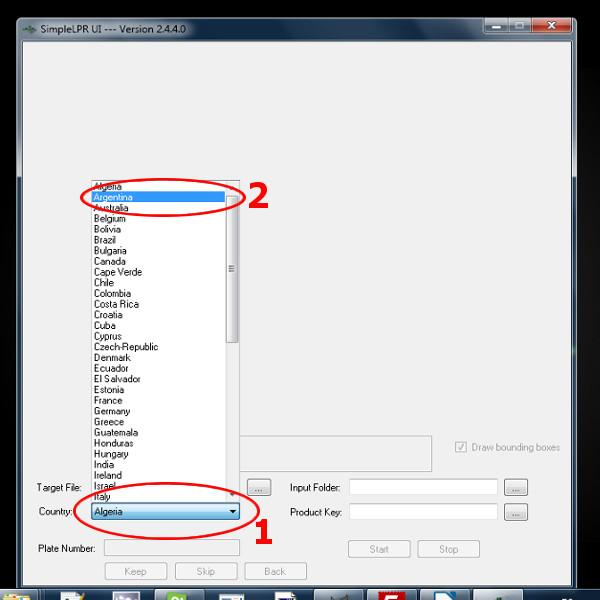 SimpleLPR UI --- Version 2.4.4.0
Algeria
Argentina
2
Australia
Belgium
Bolivia
Brazil
Bulgaria
Canada
Cape Verde
Chile
Colombia
Costa Rica
Croatia
Cuba
Cyprus
Czech-Republic
Denmark
Ecuador
El Salvador
Estonia
France
Germany
Greece
Guatemala
Honduras
Hungary
India
Ireland
Israel
Italy
Draw bounding boxes
Target File: ... Input Folder: ...
Country: Algeria Product Key: ...
1
Plate Number: Start Stop
Keep Skip Back